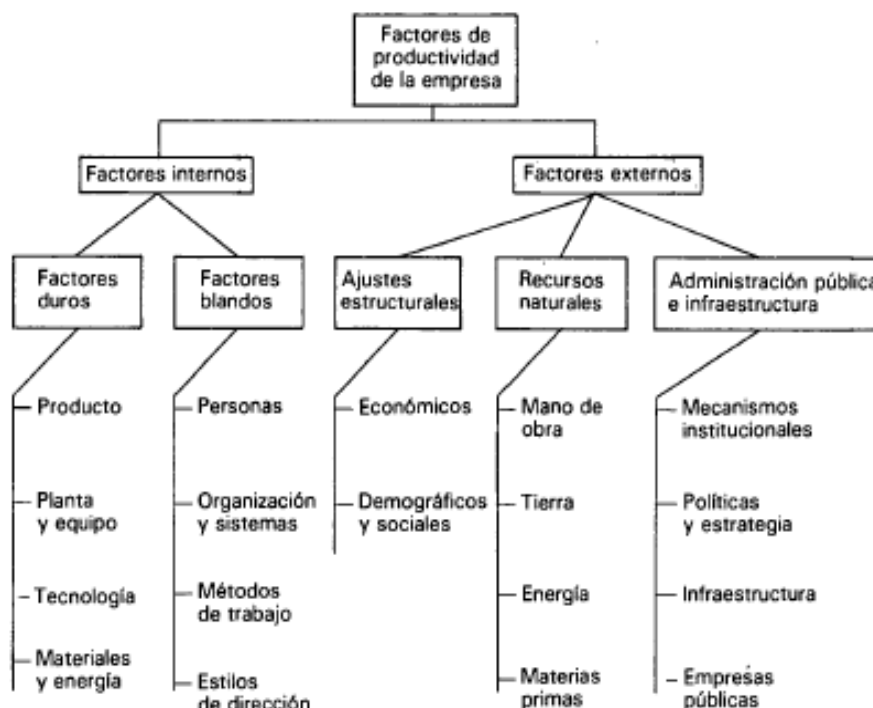 Factores de
productividad
de la empresa
Factores internos
Factores externos
Factores
duros
Factores
blandos
Ajustes
estructurales
Recursos
naturales
Administración pública
e infraestructura
Producto
Planta
y equipo
Tecnología
Materiales
y energía
Personas
Organización
y sistemas
Métodos
de trabajo
Estilos
de dirección
Económicos
Demográficos
y sociales
Mano de
obra
Tierra
Energía
Materias
primas
Mecanismos
institucionales
Políticas
y estrategia
Infraestructura
Empresas
públicas